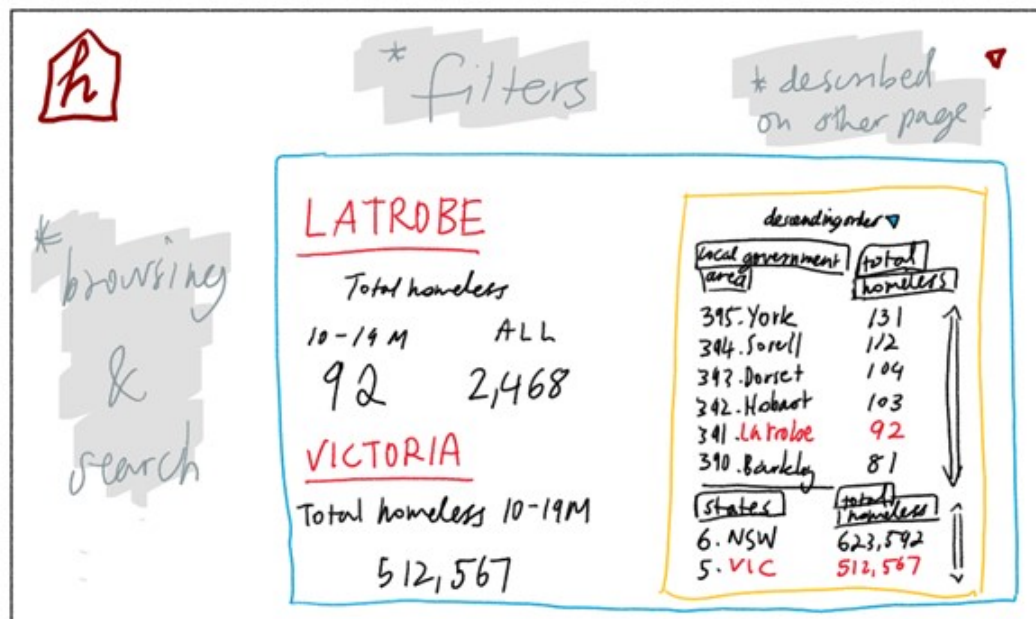 h
* filters
* described
on other page.
* browsing
&
search
LATROBE
Total homeless
10-19 M ALL
92 2,468
VICTORIA
Total homeless 10-19M
512,567
descending order
local government area total homeless
395. York 131
394. Sorell 112
393. Dorset 104
392. Hobart 103
391. Latrobe 92
390. Barkley 81
states total homeless
6. NSW 623,592
5. VIC 512,567